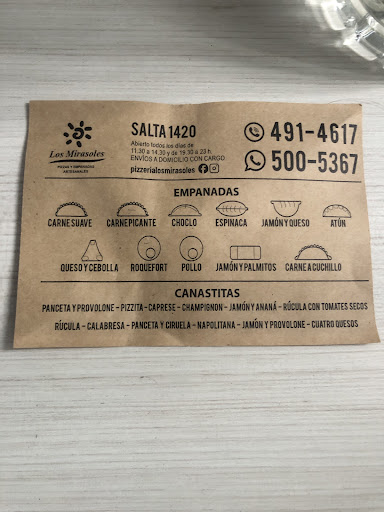 Los Mirasoles
PIZZAS Y EMPANADAS
ARTESANALES
SALTA 1420
Abierto todos los días de
11.30 a 14.30 y de 19.30 a 23 h
ENVÍOS A DOMICILIO CON CARGO
pizzerialosmirasoles
491-4617
500-5367
EMPANADAS
CARNE SUAVE CARNE PICANTE CHOCLO ESPINACA JAMÓN Y QUESO ATÚN
QUESO Y CEBOLLA ROQUEFORT POLLO JAMÓN Y PALMITOS CARNE A CUCHILLO
CANASTITAS
PANCETA Y PROVOLONE – PIZZITA – CAPRESE – CHAMPIGNON – JAMÓN Y ANANÁ – RÚCULA CON TOMATES SECOS
RÚCULA – CALABRESA – PANCETA Y CIRUELA – NAPOLITANA – JAMÓN Y PROVOLONE – CUATRO QUESOS